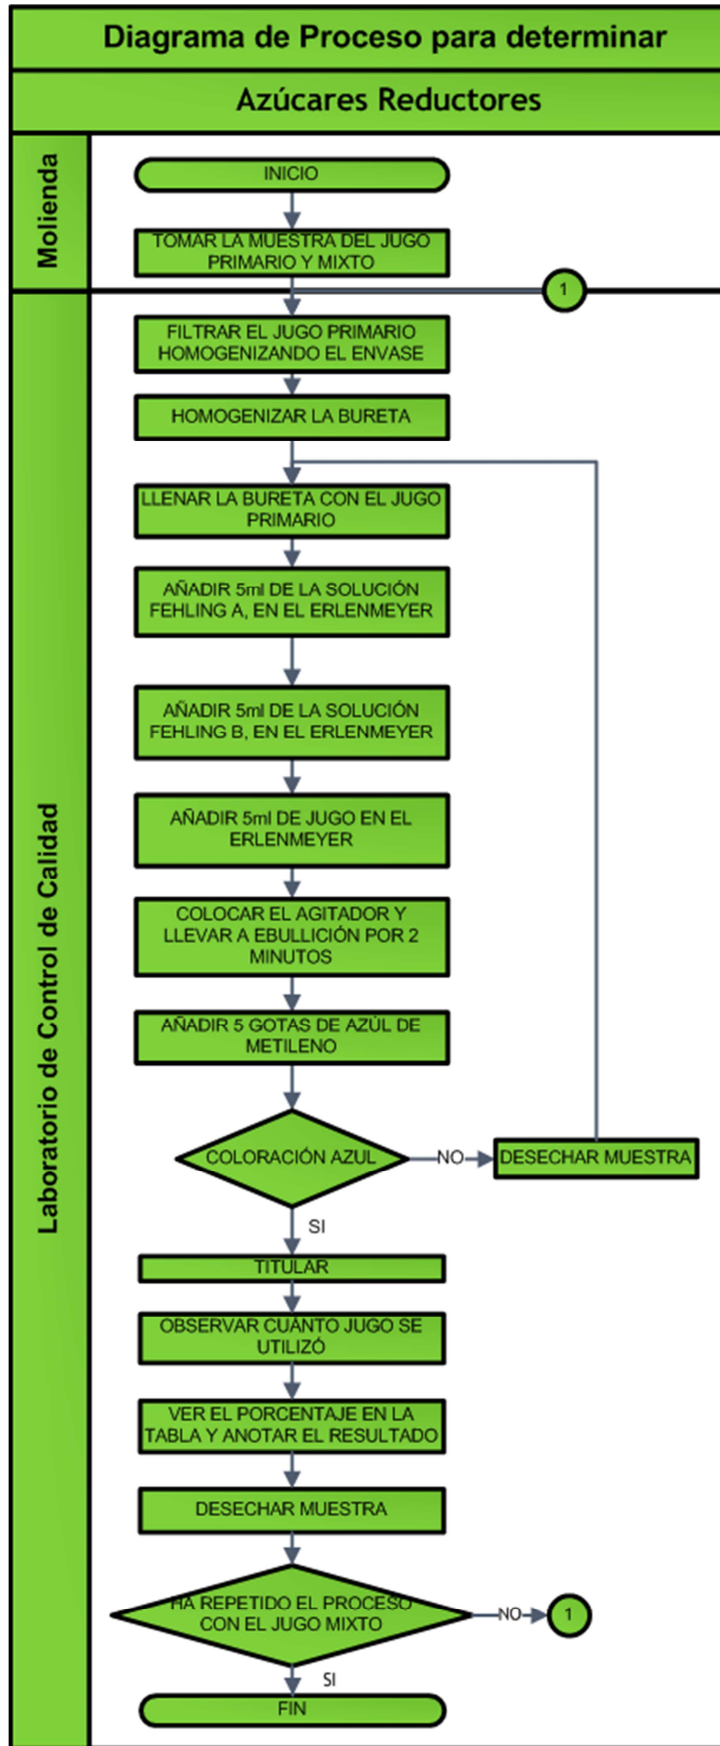 Diagrama de Proceso para determinar
Azúcares Reductores
Molienda
INICIO
TOMAR LA MUESTRA DEL JUGO
PRIMARIO Y MIXTO
1
Laboratorio de Control de Calidad
FILTRAR EL JUGO PRIMARIO
HOMOGENIZANDO EL ENVASE
HOMOGENIZAR LA BURETA
LLENAR LA BURETA CON EL JUGO
PRIMARIO
AÑADIR 5ml DE LA SOLUCIÓN
FEHLING A, EN EL ERLENMEYER
AÑADIR 5ml DE LA SOLUCIÓN
FEHLING B, EN EL ERLENMEYER
AÑADIR 5ml DE JUGO EN EL
ERLENMEYER
COLOCAR EL AGITADOR Y
LLEVAR A EBULLICIÓN POR 2
MINUTOS
AÑADIR 5 GOTAS DE AZÚL DE
METILENO
COLORACIÓN AZUL
NO
DESECHAR MUESTRA
SI
TITULAR
OBSERVAR CUÁNTO JUGO SE
UTILIZÓ
VER EL PORCENTAJE EN LA
TABLA Y ANOTAR EL RESULTADO
DESECHAR MUESTRA
HA REPETIDO EL PROCESO
CON EL JUGO MIXTO
NO
1
SI
FIN